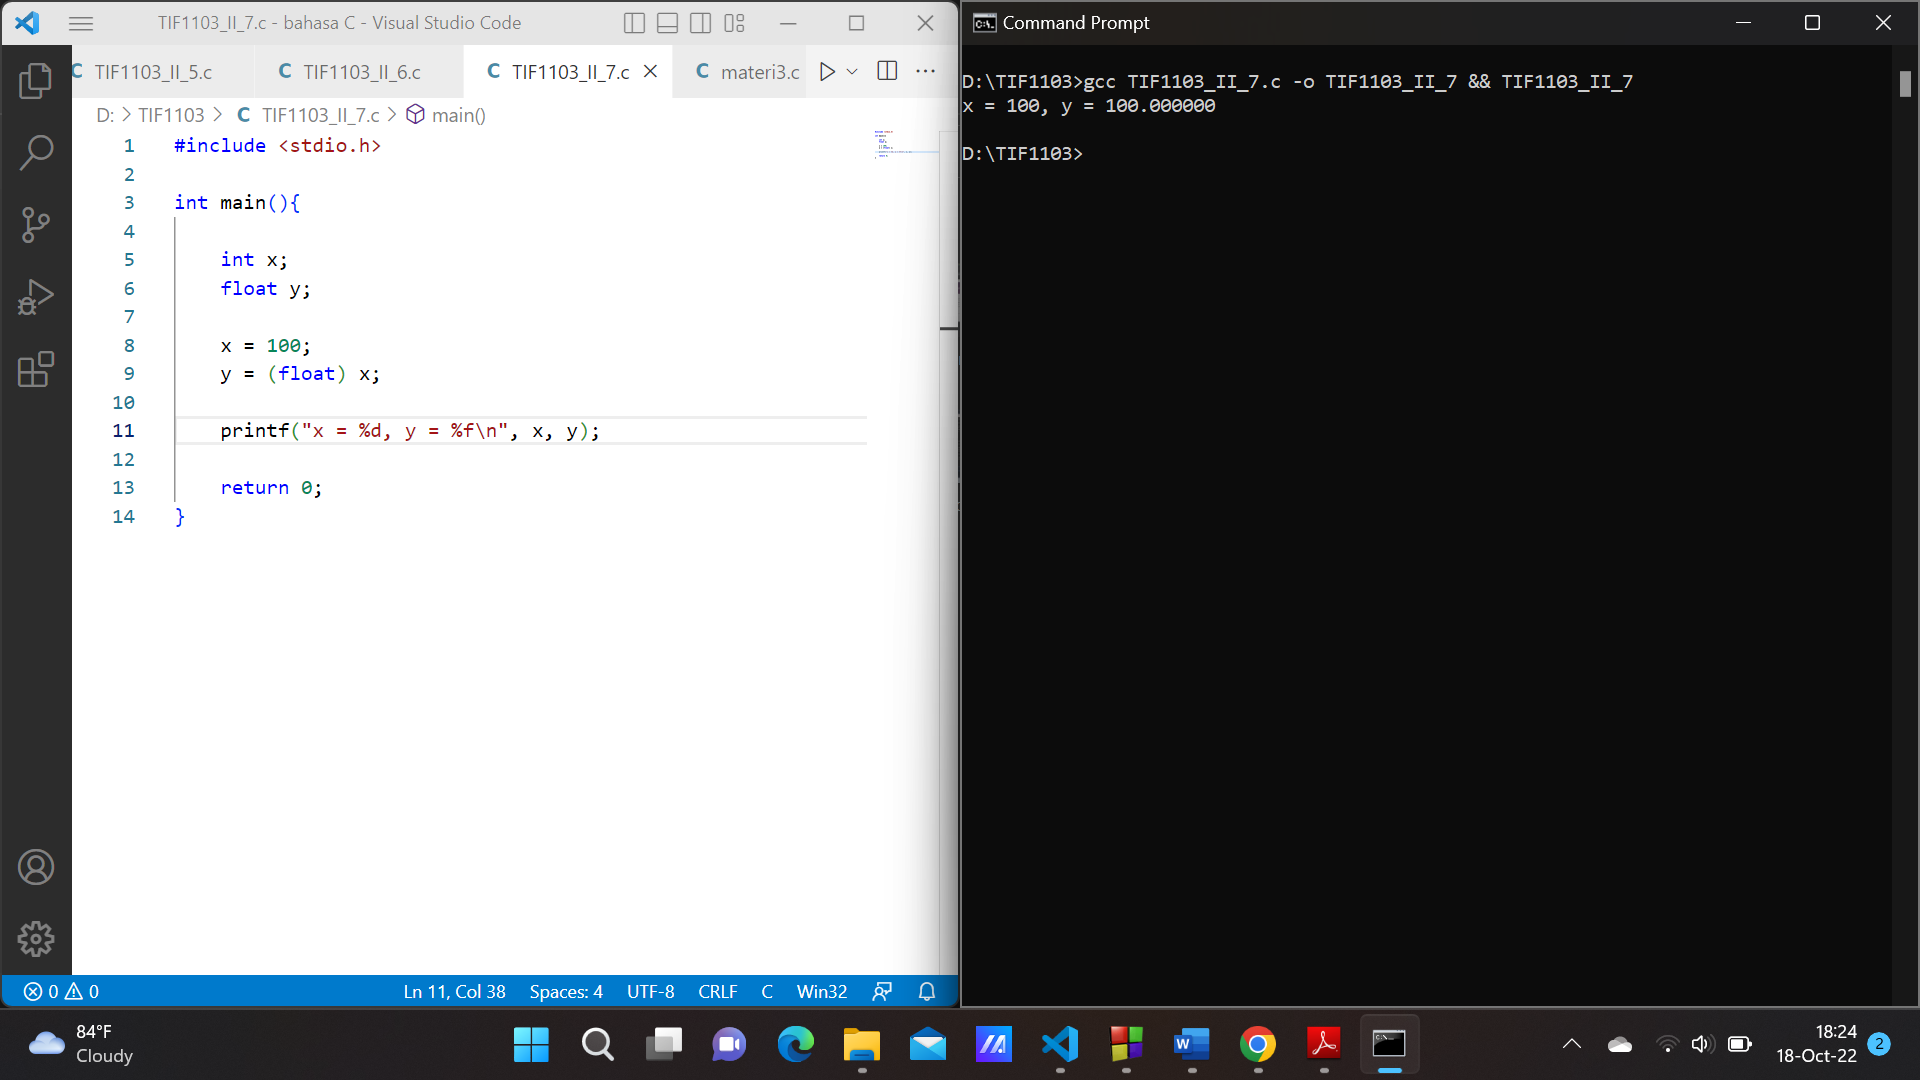 TIF1103_II_7.c - bahasa C - Visual Studio Code
TIF1103_II_5.c
TIF1103_II_6.c
TIF1103_II_7.c
materi3.c
D: > TIF1103 > C TIF1103_II_7.c > main()
1 #include <stdio.h>
2
3 int main(){
4
5 int x;
6 float y;
7
8 x = 100;
9 y = (float) x;
10
11 printf("x = %d, y = %f\n", x, y);
12
13 return 0;
14 }
0 0 Ln 11, Col 38 Spaces: 4 UTF-8 CRLF C Win32
Command Prompt
D:\TIF1103>gcc TIF1103_II_7.c -o TIF1103_II_7 && TIF1103_II_7
x = 100, y = 100.000000
D:\TIF1103>
84°F
Cloudy
18:24
18-Oct-22
2